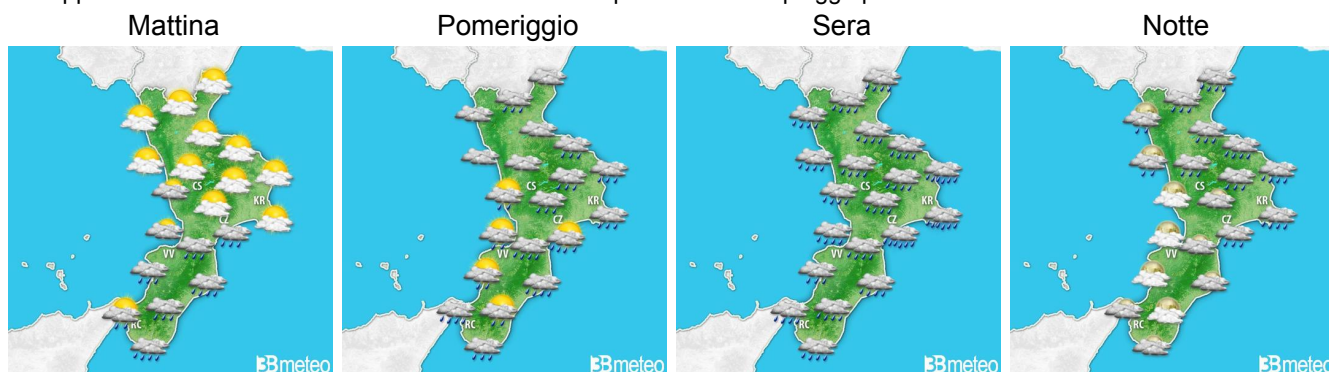 Mattina
Pomeriggio
Sera
Notte
CS
KR
CZ
VV
RC
3Bmeteo
CS
KR
CZ
VV
RC
3Bmeteo
CS
KR
CZ
VV
RC
3Bmeteo
CS
KR
CZ
VV
RC
3Bmeteo